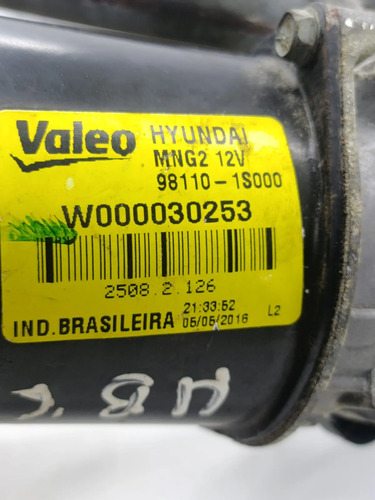 Valeo HYUNDAI
MNG2 12V
98110-1S000
W000030253
2508.2.126
21:33:52
IND.BRASILEIRA 05/05/2016 L2